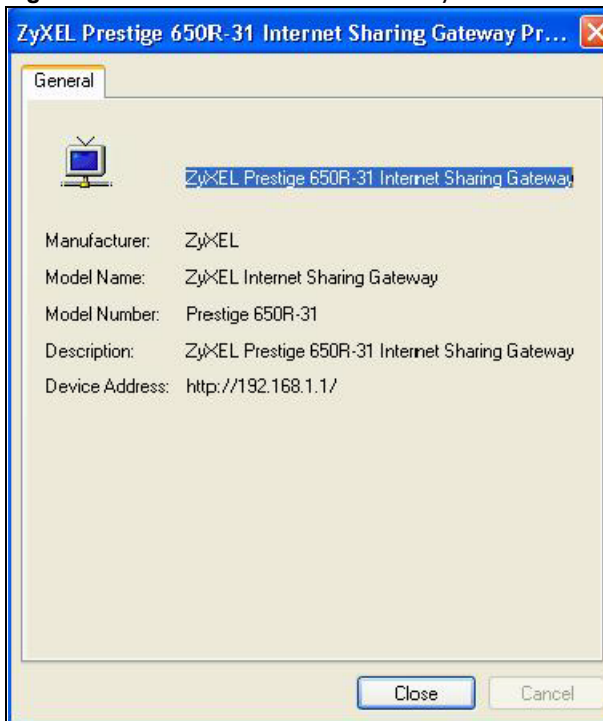 ZyXEL Prestige 650R-31 Internet Sharing Gateway Pr...
General
ZyXEL Prestige 650R-31 Internet Sharing Gateway
Manufacturer: ZyXEL
Model Name: ZyXEL Internet Sharing Gateway
Model Number: Prestige 650R-31
Description: ZyXEL Prestige 650R-31 Internet Sharing Gateway
Device Address: http://192.168.1.1/
Close Cancel